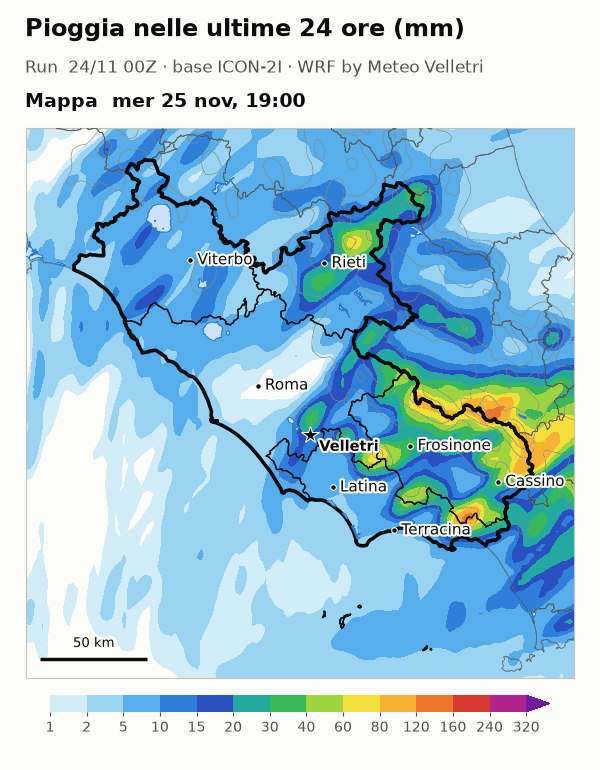 Pioggia nelle ultime 24 ore (mm)
Run  24/11 00Z · base ICON-2I · WRF by Meteo Velletri
Mappa  mer 25 nov, 19:00
Viterbo
Rieti
Roma
Velletri
Frosinone
Latina
Cassino
Terracina
50 km
1 2 5 10 15 20 30 40 60 80 120 160 240 320